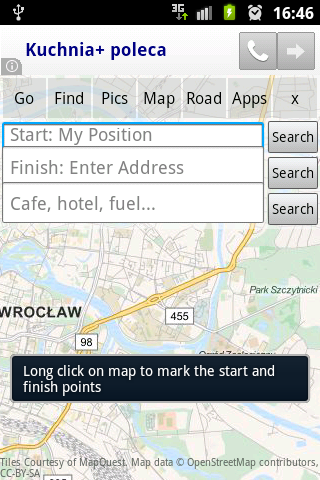 3G
16:46
Kuchnia+ poleca
Go Find Pics Map Road Apps x
Start: My Position Search
Finish: Enter Address Search
Cafe, hotel, fuel... Search
Park Szczytnicki
WROCŁAW
455
98
Long click on map to mark the start and
finish points
Tiles Courtesy of MapQuest. Map data © OpenStreetMap contributors,
CC-BY-SA